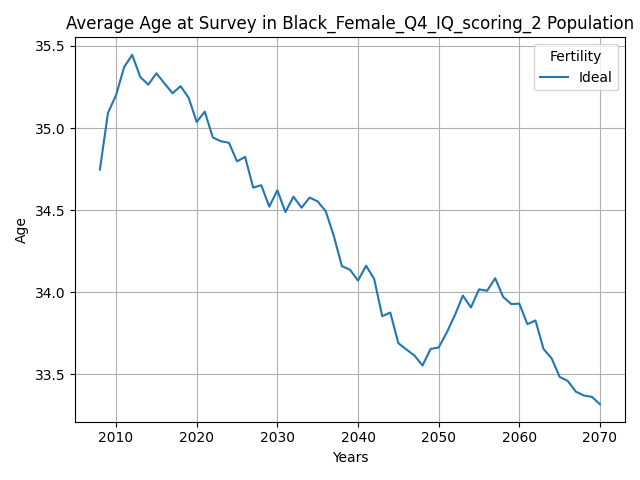 Average Age at Survey in Black_Female_Q4_IQ_scoring_2 Population
Fertility
Ideal
35.5
35.0
34.5
34.0
33.5
Age
2010 2020 2030 2040 2050 2060 2070
Years